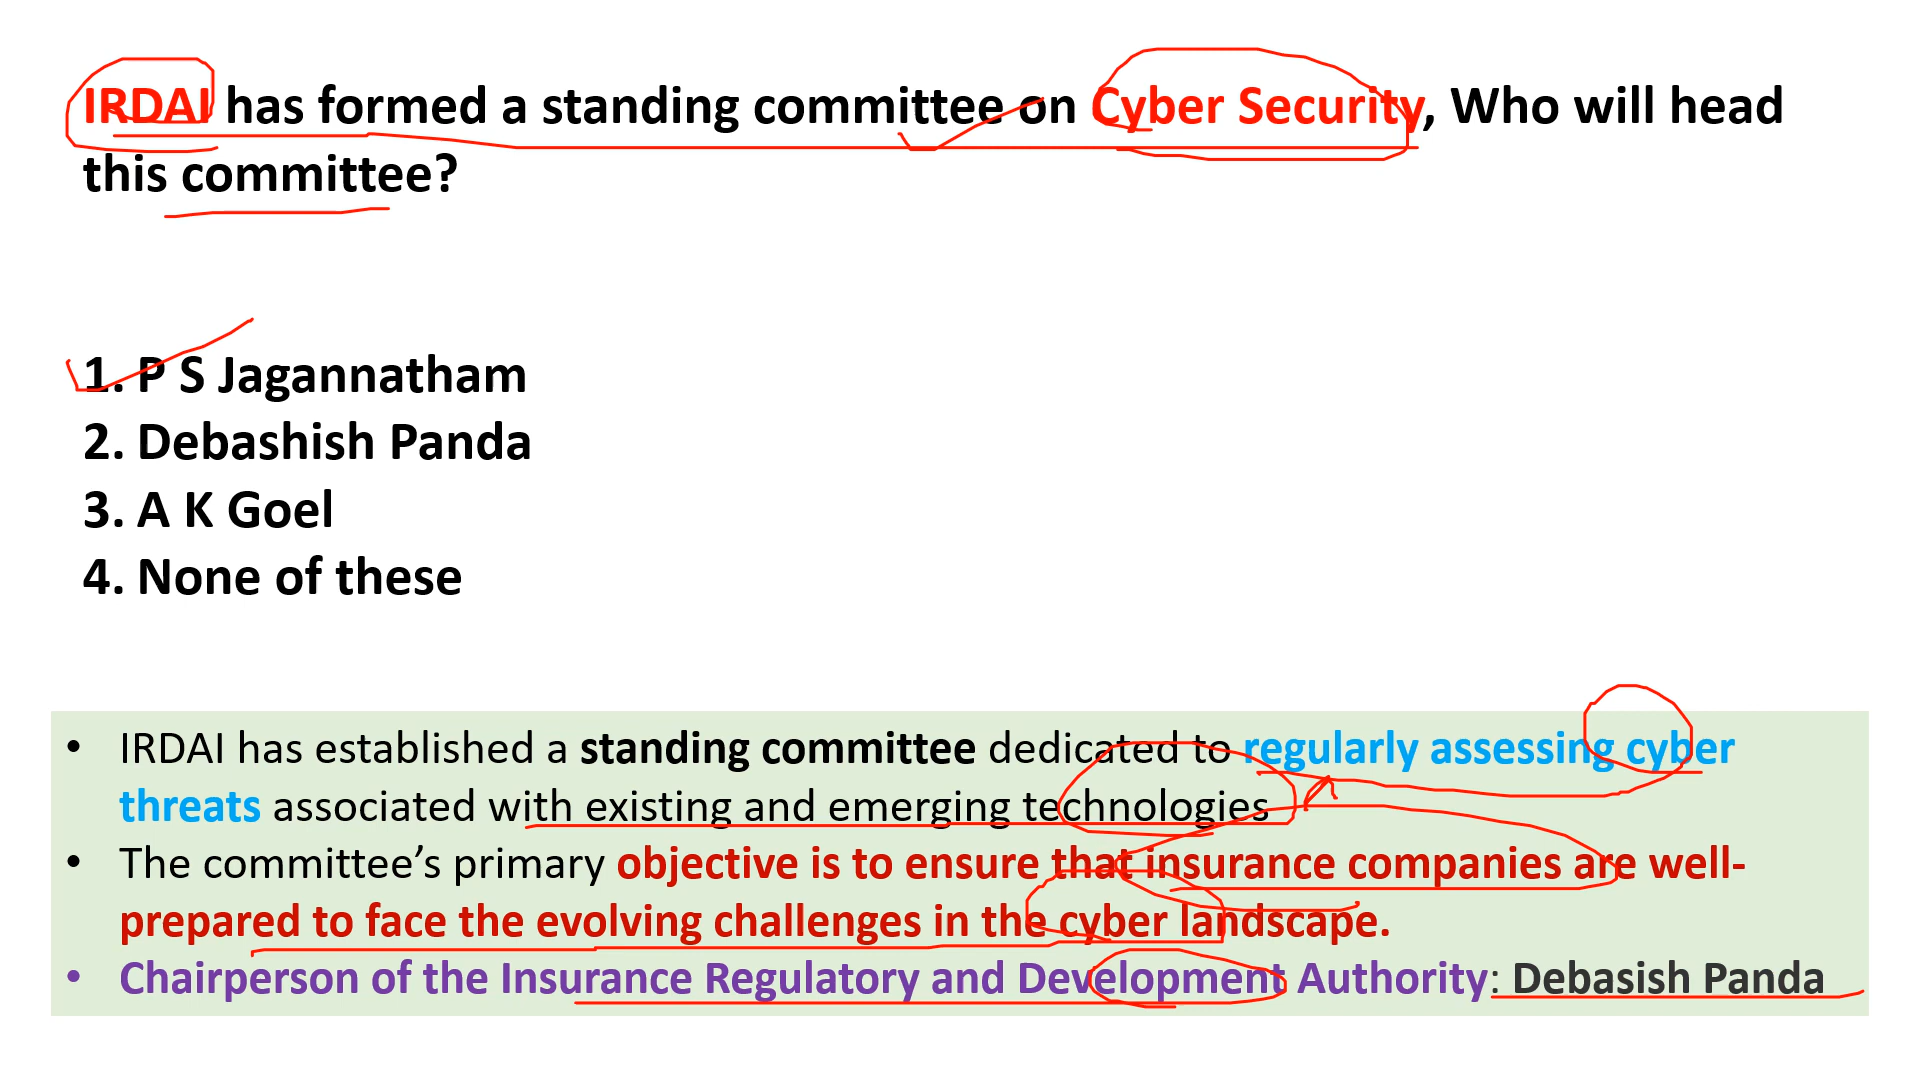 IRDAI has formed a standing committee on Cyber Security, Who will head
this committee?
1. P S Jagannatham
2. Debashish Panda
3. A K Goel
4. None of these
• IRDAI has established a standing committee dedicated to regularly assessing cyber
threats associated with existing and emerging technologies
• The committee’s primary objective is to ensure that insurance companies are well-
prepared to face the evolving challenges in the cyber landscape.
• Chairperson of the Insurance Regulatory and Development Authority: Debasish Panda